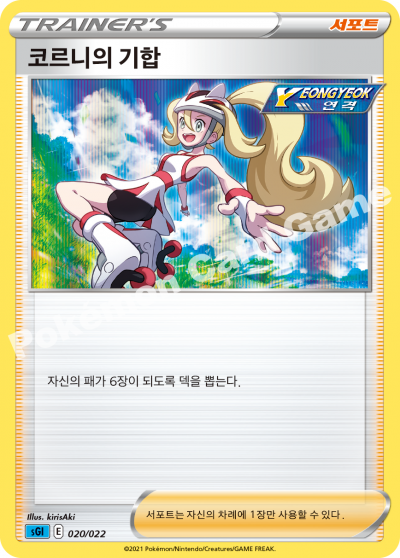 TRAINER'S
서포트
코르니의 기합
YEONGYEOK
연격
Pokémon Card Game
자신의 패가 6장이 되도록 덱을 뽑는다.
Illus. kirisAki
sGI E 020/022
서포트는 자신의 차례에 1장만 사용할 수 있다.
©2021 Pokémon/Nintendo/Creatures/GAME FREAK.